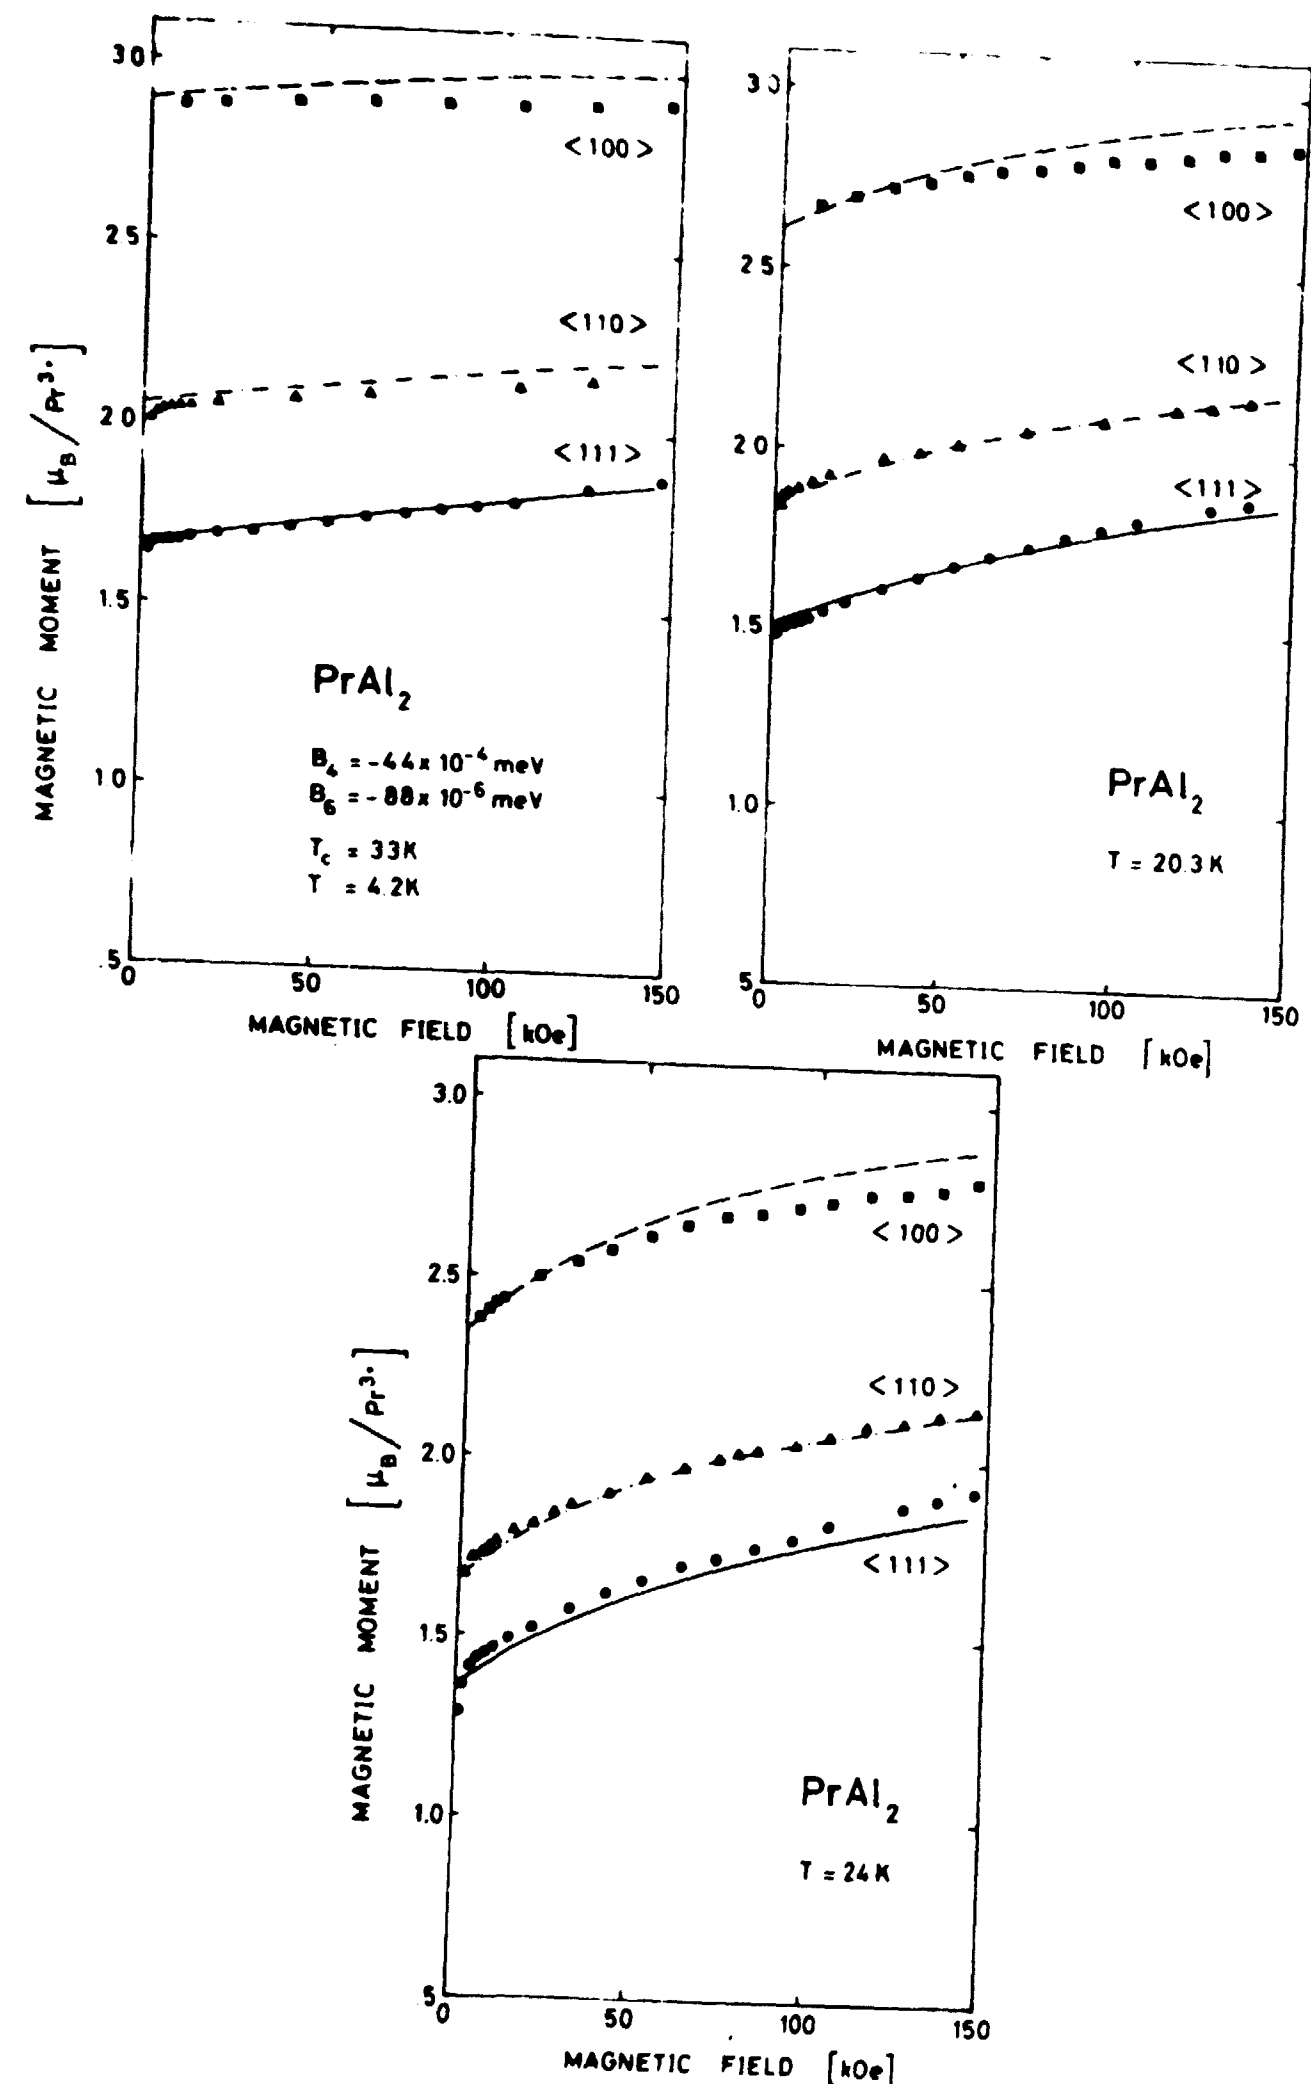 3 0
2 5
2 0
1.5
1 0
.5
0
50
100
150
<100>
<110>
<111>
MAGNETIC MOMENT [μB/Pr3+]
PrAl2
B4 = -44 x 10-4 meV
B6 = -88 x 10-6 meV
Tc = 33K
T = 4.2K
MAGNETIC FIELD [kOe]
3 0
2 5
2 0
1.5
1.0
5
0
50
100
150
<100>
<110>
<111>
PrAl2
T = 20.3K
MAGNETIC FIELD [kOe]
3.0
2.5
2.0
1.5
1.0
5
0
50
100
150
<100>
<110>
<111>
MAGNETIC MOMENT [μB/Pr3+]
PrAl2
T = 24K
MAGNETIC FIELD [kOe]